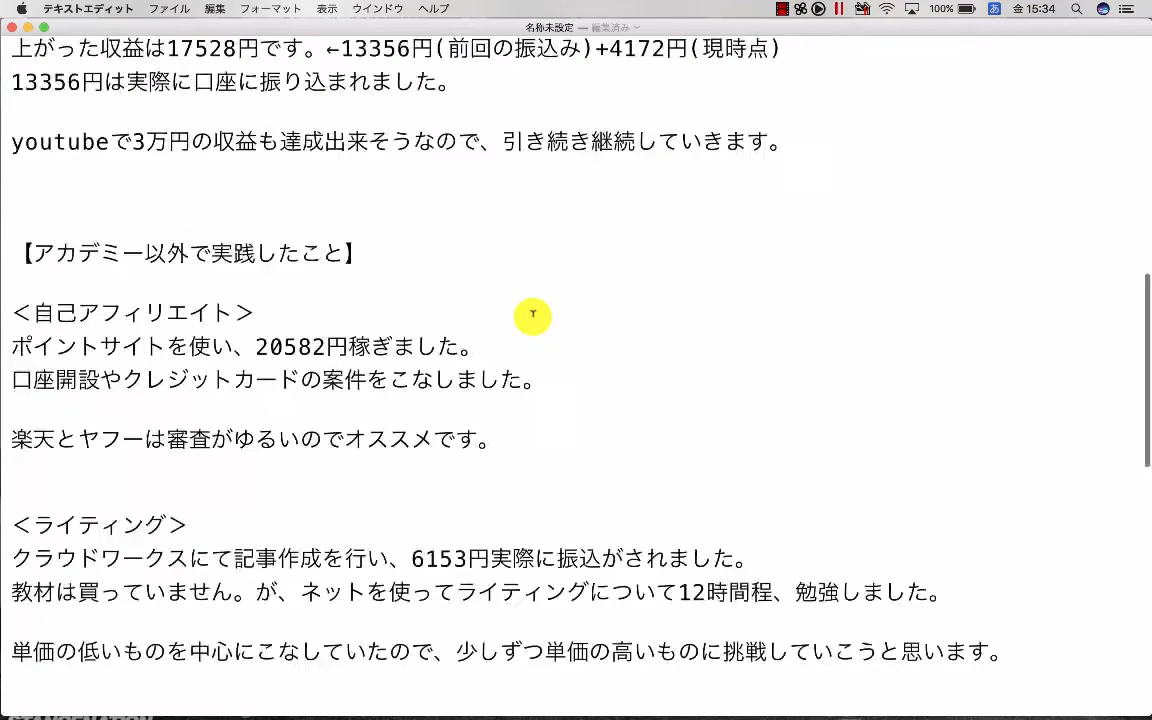 テキストエディット ファイル 編集 フォーマット 表示 ウインドウ ヘルプ 100% あ 金 15:34
名称未設定 — 編集済み
上がった収益は17528円です。←13356円(前回の振込み)+4172円(現時点)
13356円は実際に口座に振り込まれました。
youtubeで3万円の収益も達成出来そうなので、引き続き継続していきます。
【アカデミー以外で実践したこと】
＜自己アフィリエイト＞
ポイントサイトを使い、20582円稼ぎました。
口座開設やクレジットカードの案件をこなしました。
楽天とヤフーは審査がゆるいのでオススメです。
＜ライティング＞
クラウドワークスにて記事作成を行い、6153円実際に振込がされました。
教材は買っていません。が、ネットを使ってライティングについて12時間程、勉強しました。
単価の低いものを中心にこなしていたので、少しずつ単価の高いものに挑戦していこうと思います。